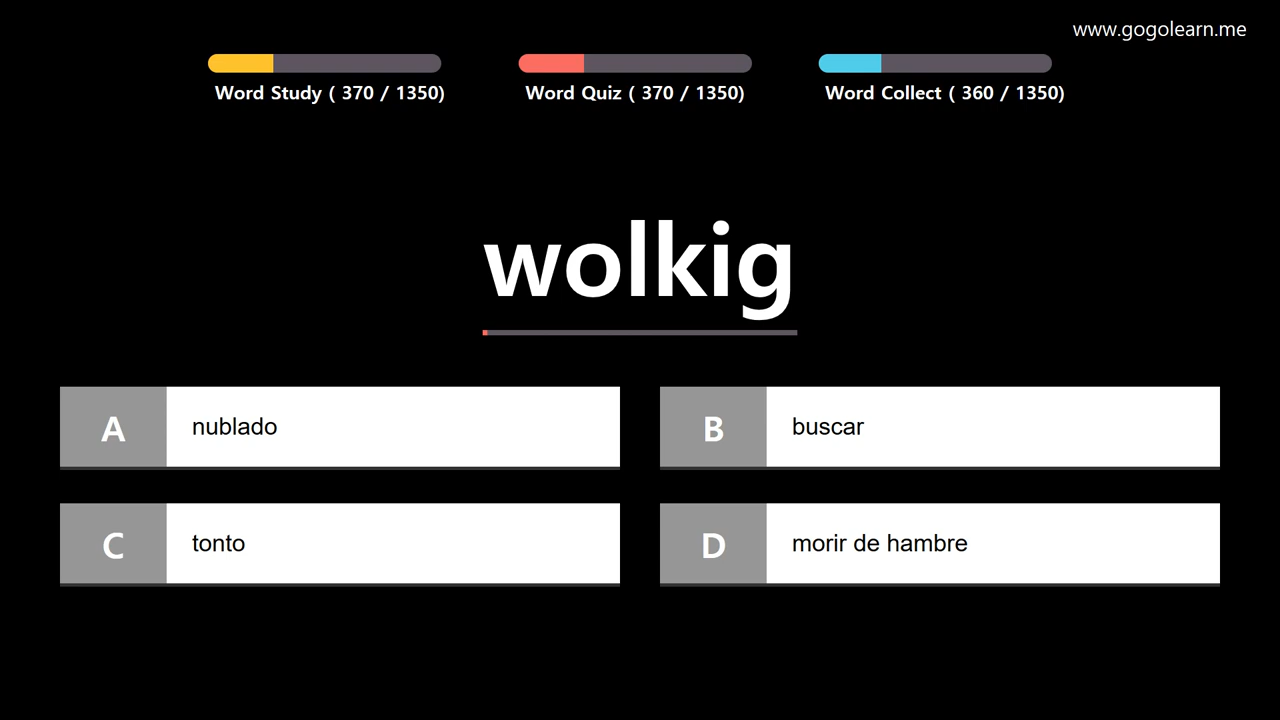 www.gogolearn.me
Word Study ( 370 / 1350)
Word Quiz ( 370 / 1350)
Word Collect ( 360 / 1350)
wolkig
A nublado
B buscar
C tonto
D morir de hambre